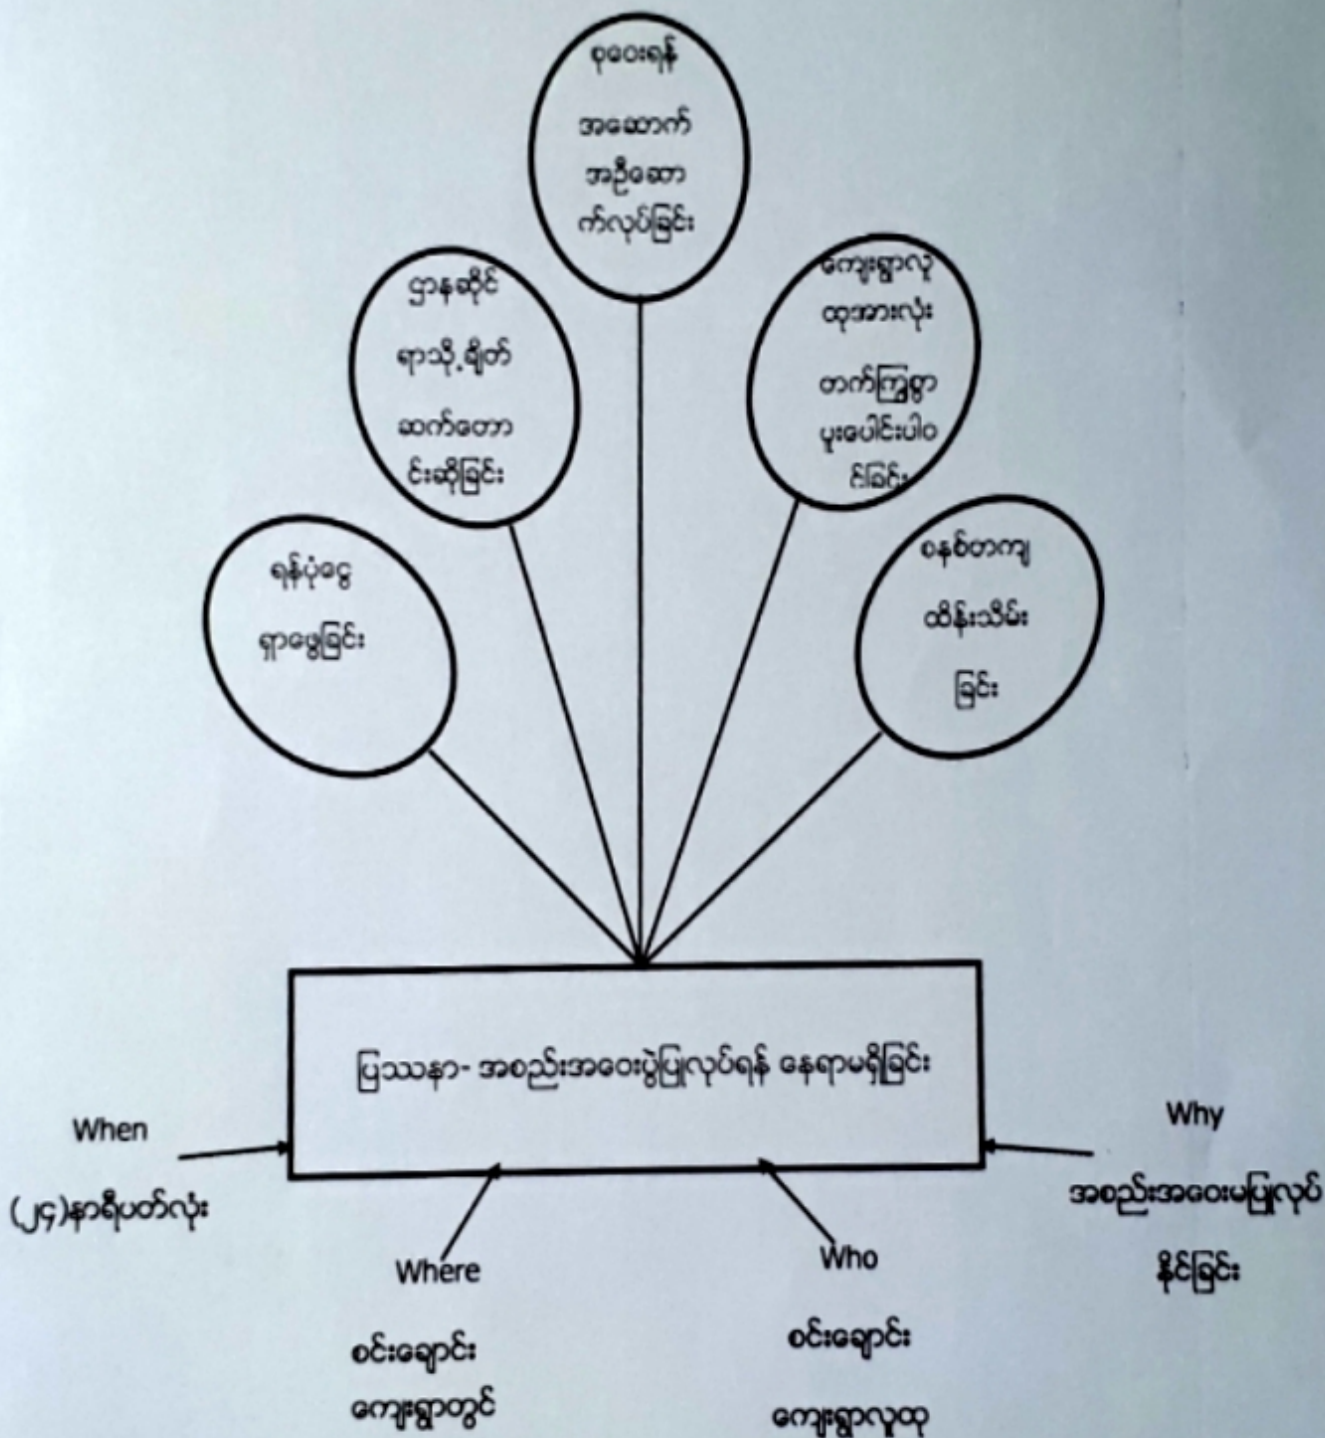 စုဝေးရန်
အဆောက်
အဦဆော
က်လုပ်ခြင်း
ဌာနဆိုင်
ရာသို့ချိတ်
ဆက်တော
င်းဆိုခြင်း
ကျေးရွာလူ
ထုအားလုံး
တက်ကြွစွာ
ပူးပေါင်းပါဝ
င်ခြင်း
ရန်ပုံငွေ
ရှာဖွေခြင်း
စနစ်တကျ
ထိန်းသိမ်း
ခြင်း
ပြဿနာ- အစည်းအဝေးပွဲပြုလုပ်ရန် နေရာမရှိခြင်း
When
(၂၄)နာရီပတ်လုံး
Where
စင်းချောင်း
ကျေးရွာတွင်
Who
စင်းချောင်း
ကျေးရွာလူထု
Why
အစည်းအဝေးမပြုလုပ်
နိုင်ခြင်း